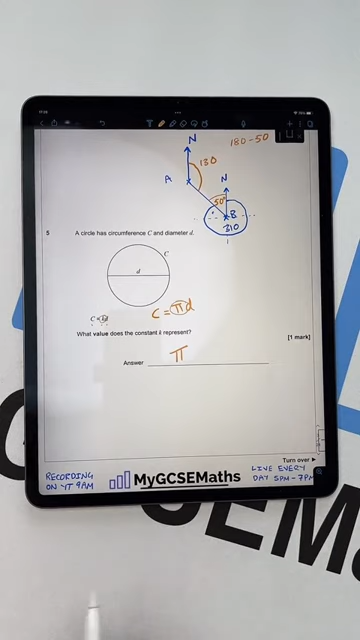 N
180-50
130
A
N
50°
B
310
5
A circle has circumference C and diameter d.
C
d
C = kd
C = πd
What value does the constant k represent?
[1 mark]
Answer
π
Turn over
RECORDING
ON YT 9AM
MyGCSEMaths
LIVE EVERY
DAY 5PM-7PM